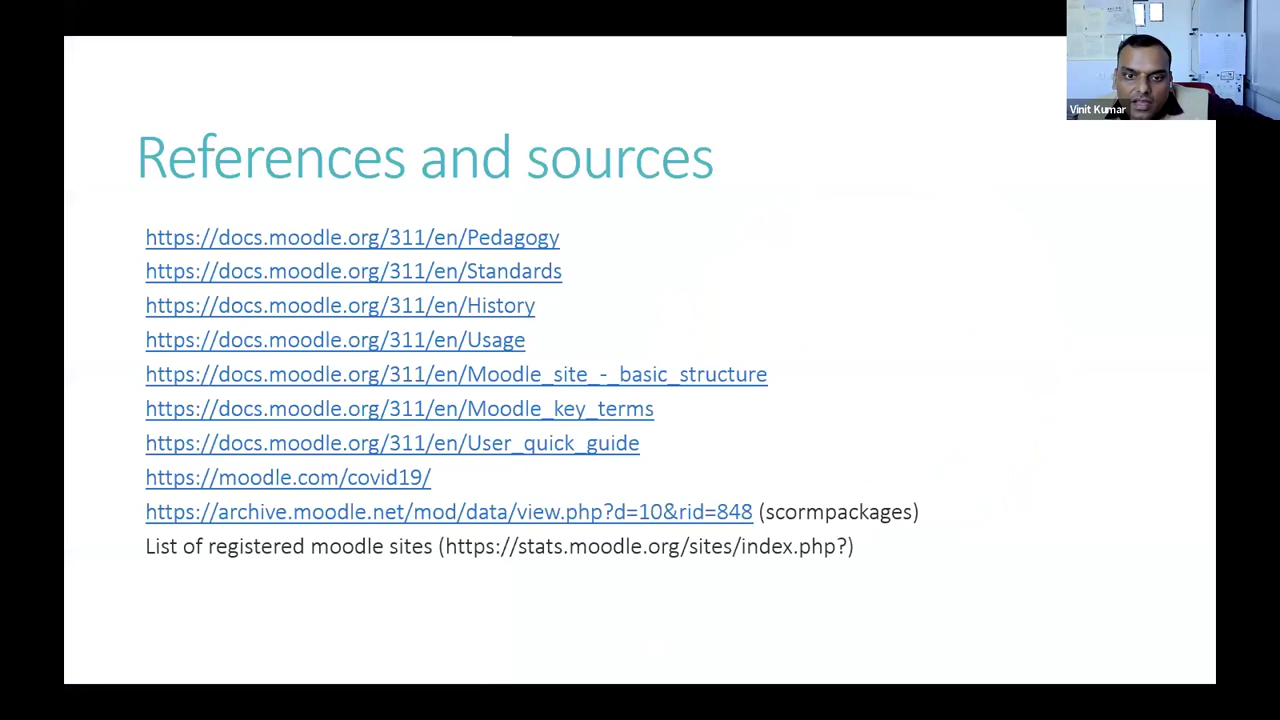 Vinit Kumar
References and sources
https://docs.moodle.org/311/en/Pedagogy
https://docs.moodle.org/311/en/Standards
https://docs.moodle.org/311/en/History
https://docs.moodle.org/311/en/Usage
https://docs.moodle.org/311/en/Moodle_site_-_basic_structure
https://docs.moodle.org/311/en/Moodle_key_terms
https://docs.moodle.org/311/en/User_quick_guide
https://moodle.com/covid19/
https://archive.moodle.net/mod/data/view.php?d=10&rid=848 (scormpackages)
List of registered moodle sites (https://stats.moodle.org/sites/index.php?)